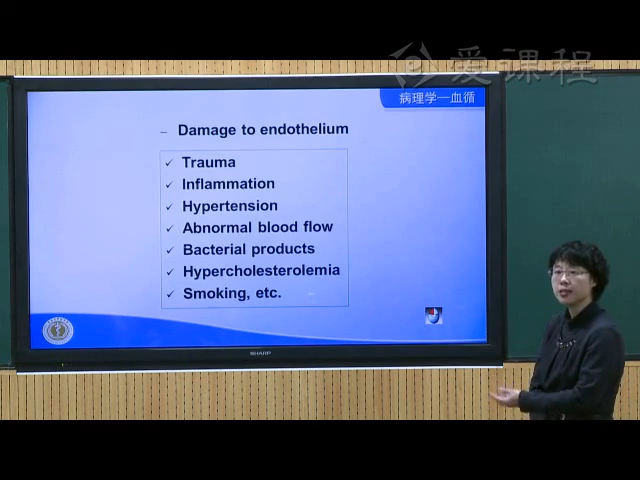 爱课程
病理学—血循
– Damage to endothelium
✓ Trauma
✓ Inflammation
✓ Hypertension
✓ Abnormal blood flow
✓ Bacterial products
✓ Hypercholesterolemia
✓ Smoking, etc.
SHARP